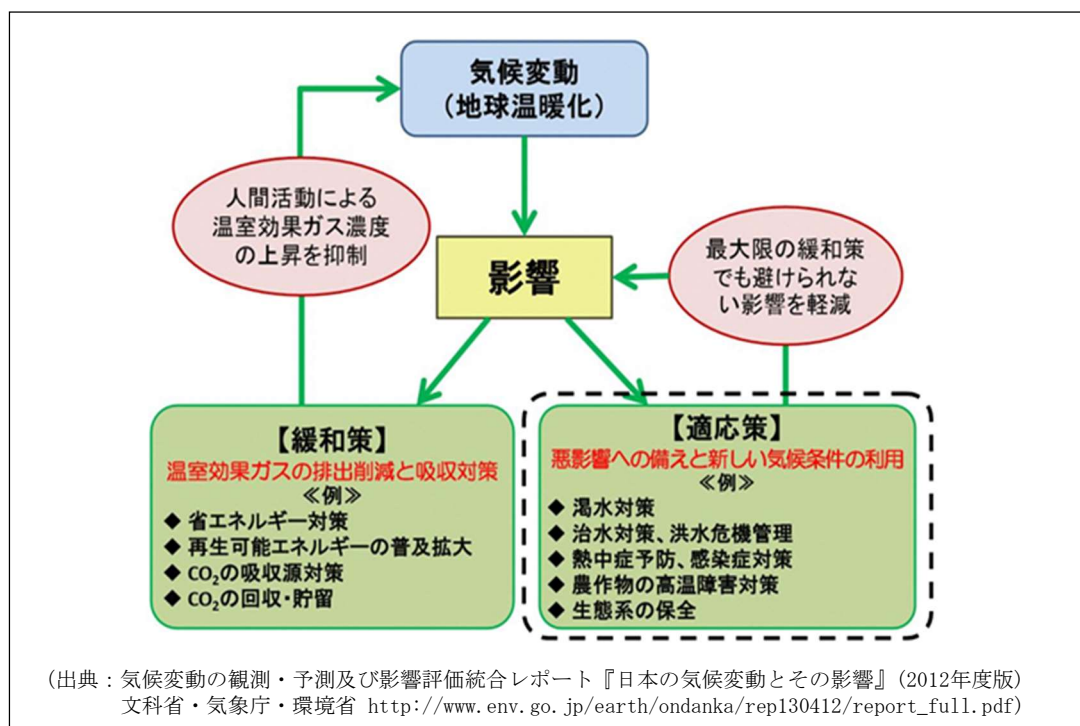 気候変動
（地球温暖化）
人間活動による
温室効果ガス濃度
の上昇を抑制
影響
最大限の緩和策
でも避けられな
い影響を軽減
【緩和策】
温室効果ガスの排出削減と吸収対策
≪例≫
◆ 省エネルギー対策
◆ 再生可能エネルギーの普及拡大
◆ CO₂の吸収源対策
◆ CO₂の回収・貯留
【適応策】
悪影響への備えと新しい気候条件の利用
≪例≫
◆ 渇水対策
◆ 治水対策、洪水危機管理
◆ 熱中症予防、感染症対策
◆ 農作物の高温障害対策
◆ 生態系の保全
(出典：気候変動の観測・予測及び影響評価統合レポート『日本の気候変動とその影響』(2012年度版)
文科省・気象庁・環境省 http://www.env.go.jp/earth/ondanka/rep130412/report_full.pdf)